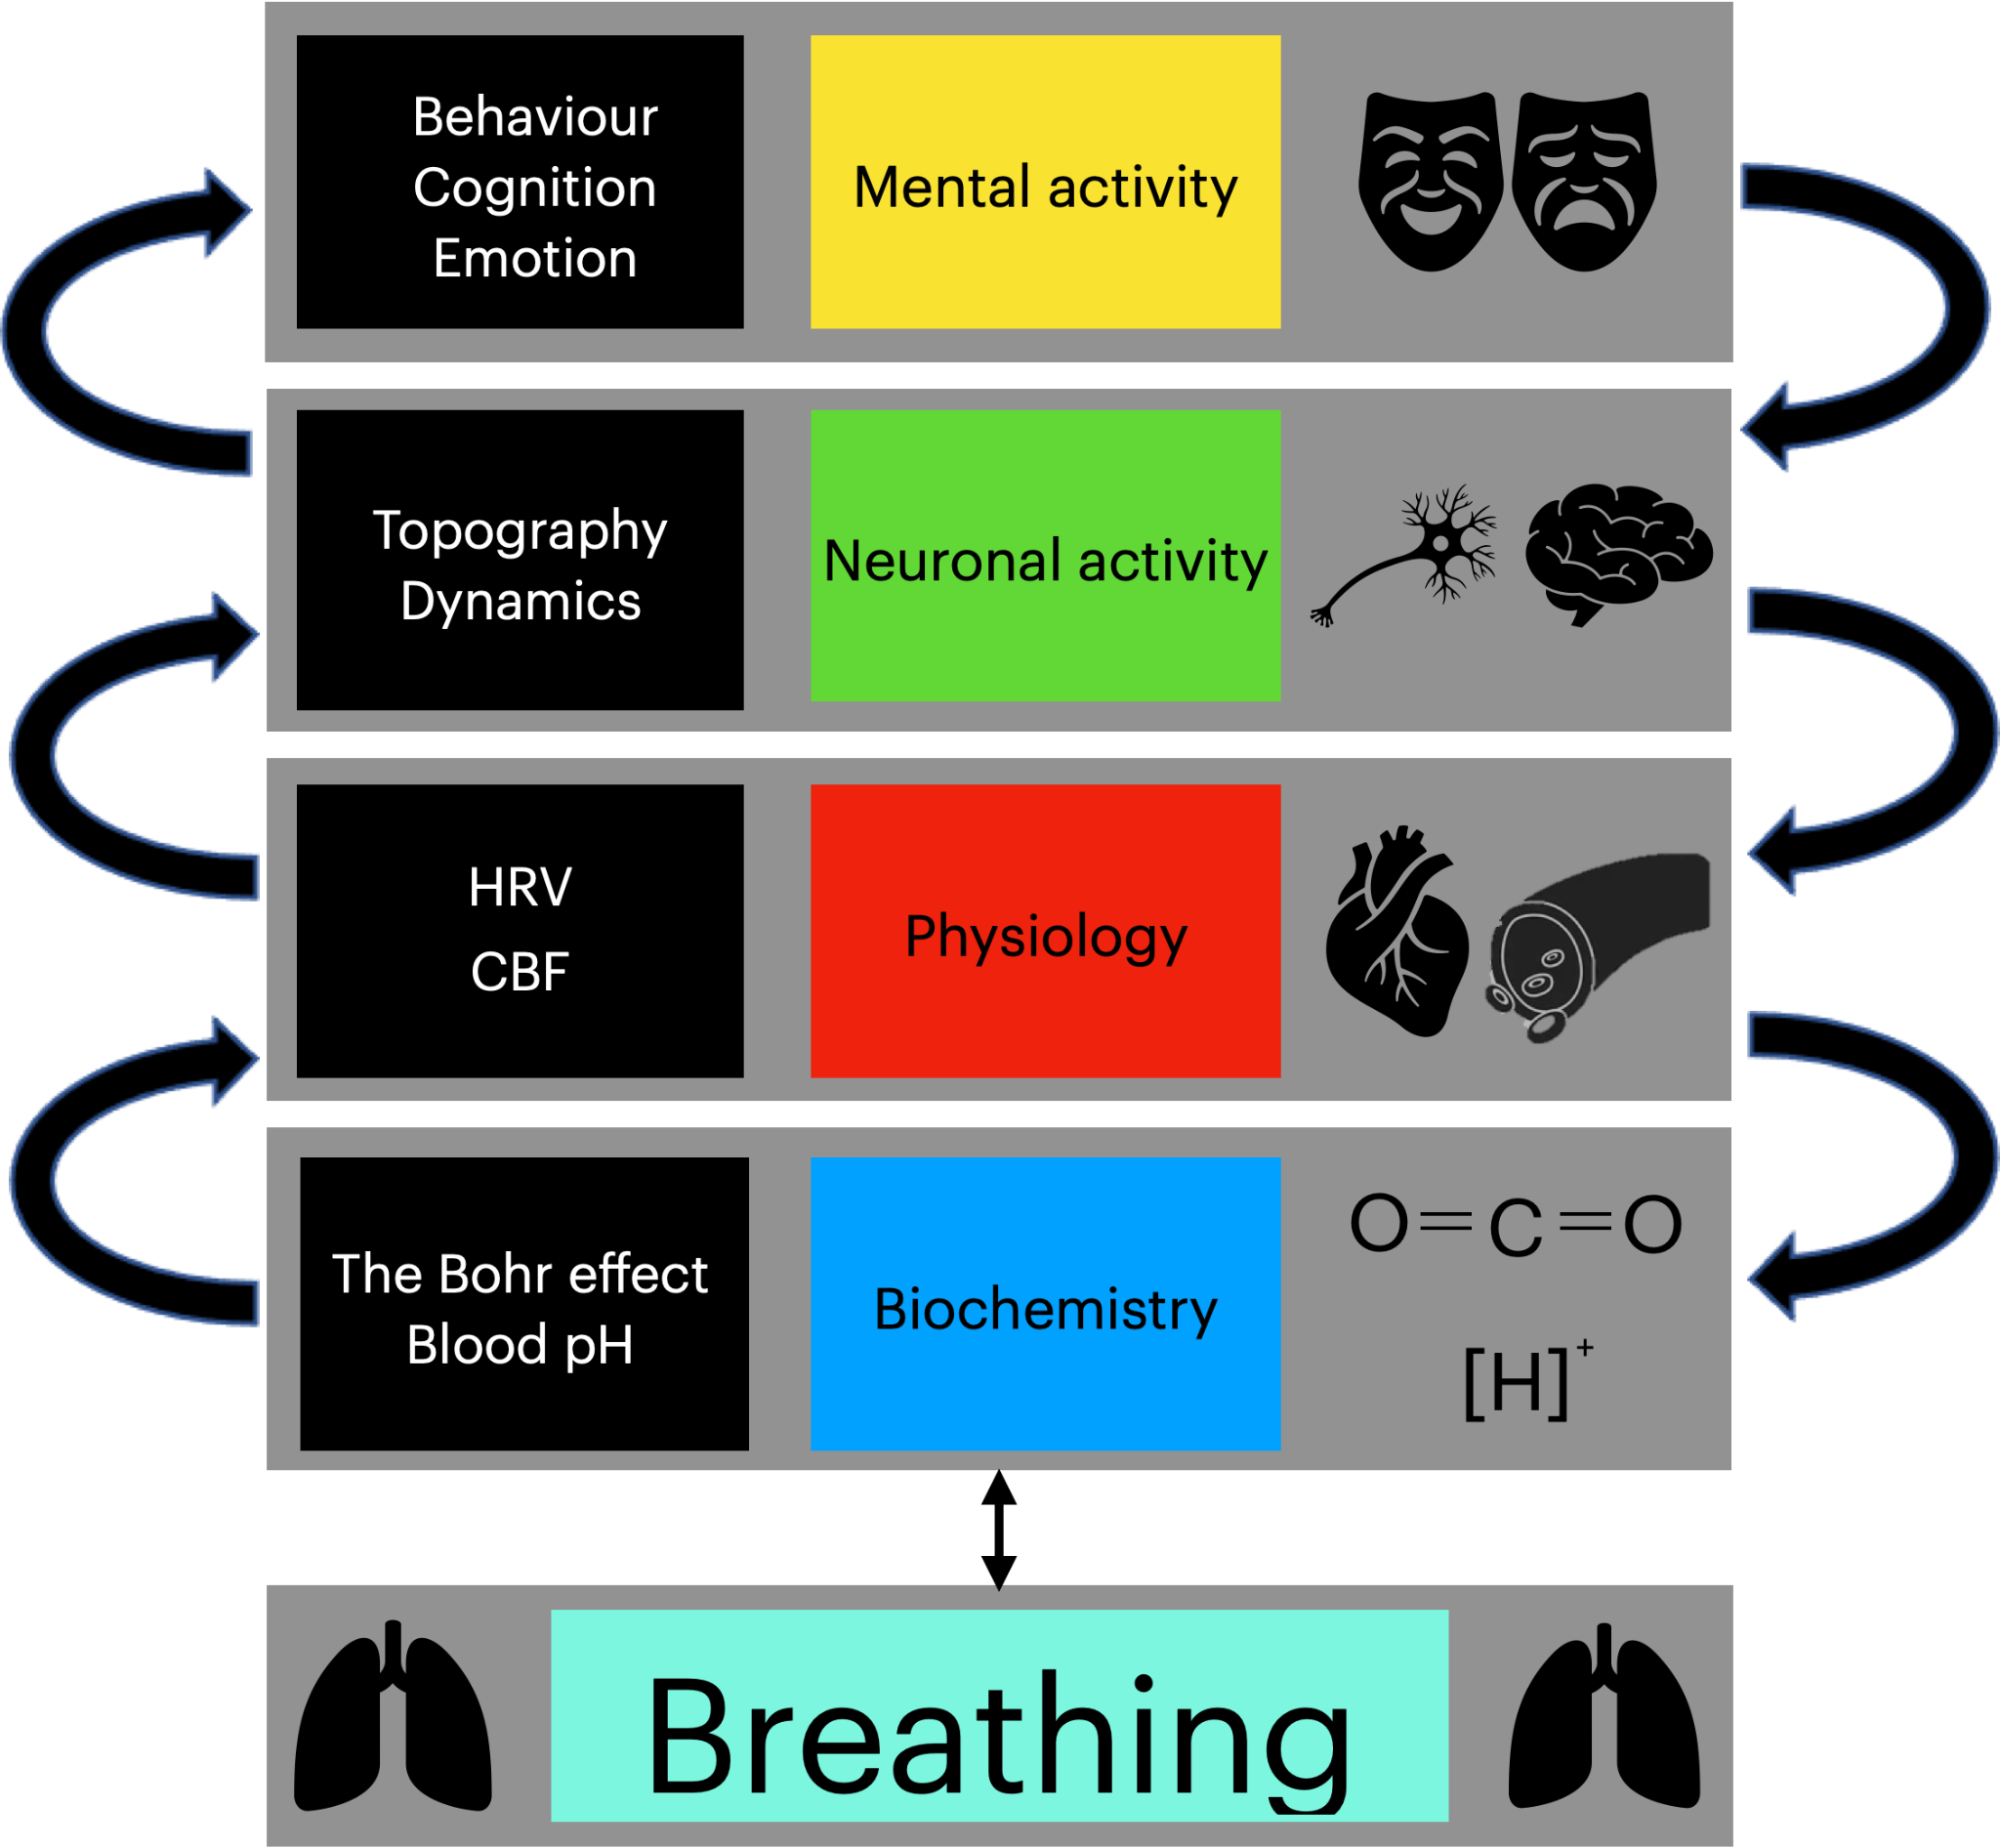 Behaviour
Cognition
Emotion
Mental activity
Topography
Dynamics
Neuronal activity
HRV
CBF
Physiology
The Bohr effect
Blood pH
Biochemistry
O=C=O
[H]⁺
Breathing